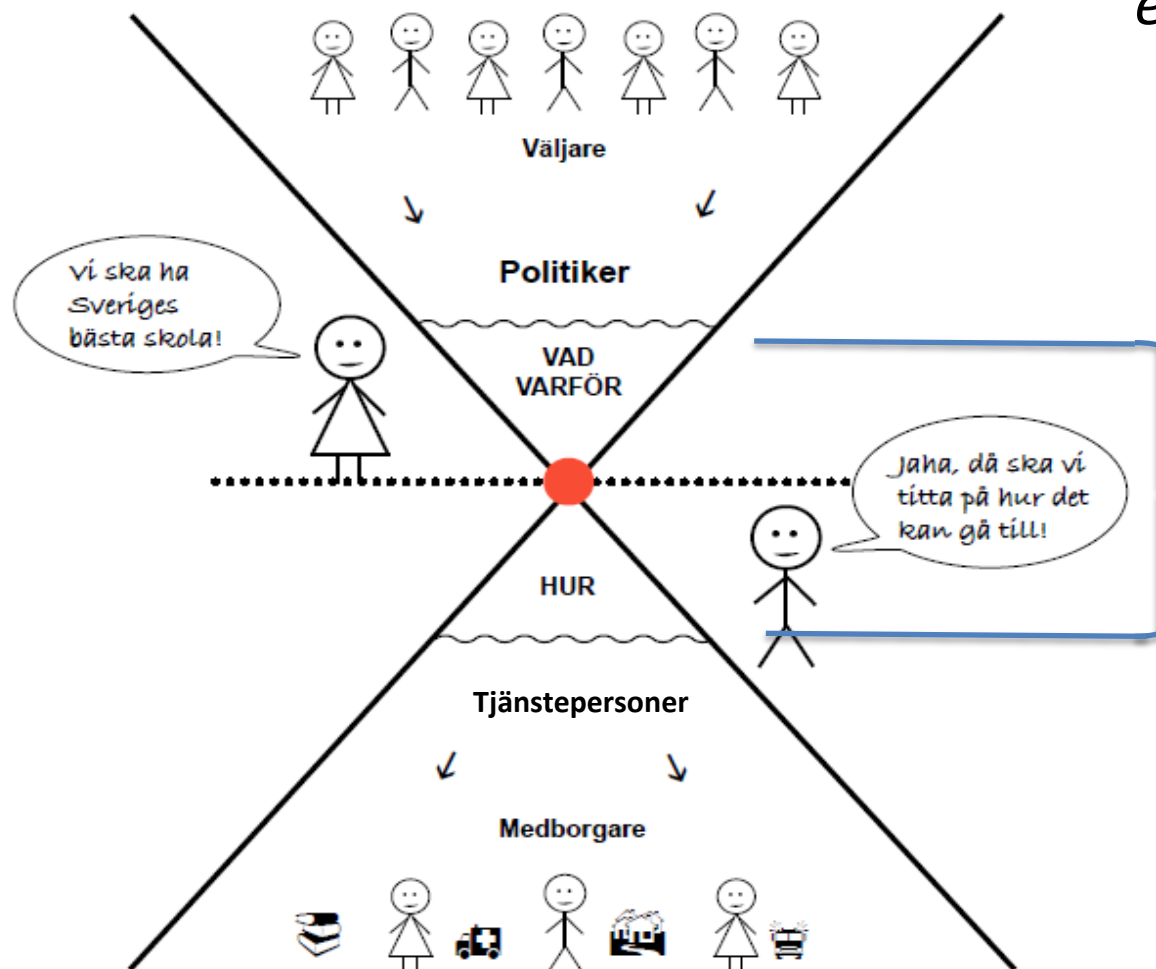 e
Väljare
Politiker
Vi ska ha
Sveriges
bästa skola!
VAD
VARFÖR
Jaha, då ska vi
titta på hur det
kan gå till!
HUR
Tjänstepersoner
Medborgare